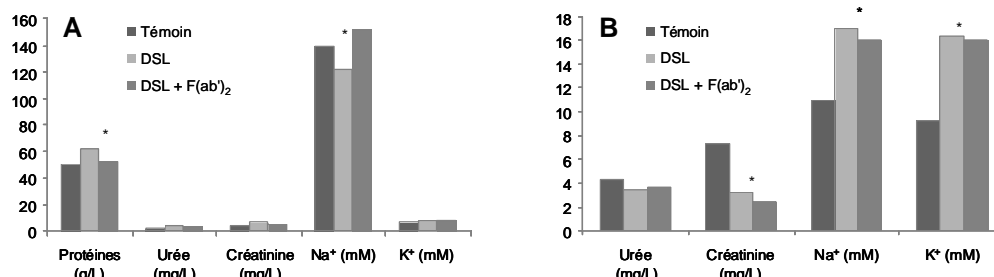 A
160
140
120
100
80
60
40
20
0
Témoin
DSL
DSL + F(ab')₂
*
*
Protéines
(g/L)
Urée
(mg/L)
Créatinine
(mg/L)
Na⁺ (mM)
K⁺ (mM)
B
18
16
14
12
10
8
6
4
2
0
Témoin
DSL
DSL + F(ab')₂
*
*
*
Urée
(mg/L)
Créatinine
(mg/L)
Na⁺ (mM)
K⁺ (mM)